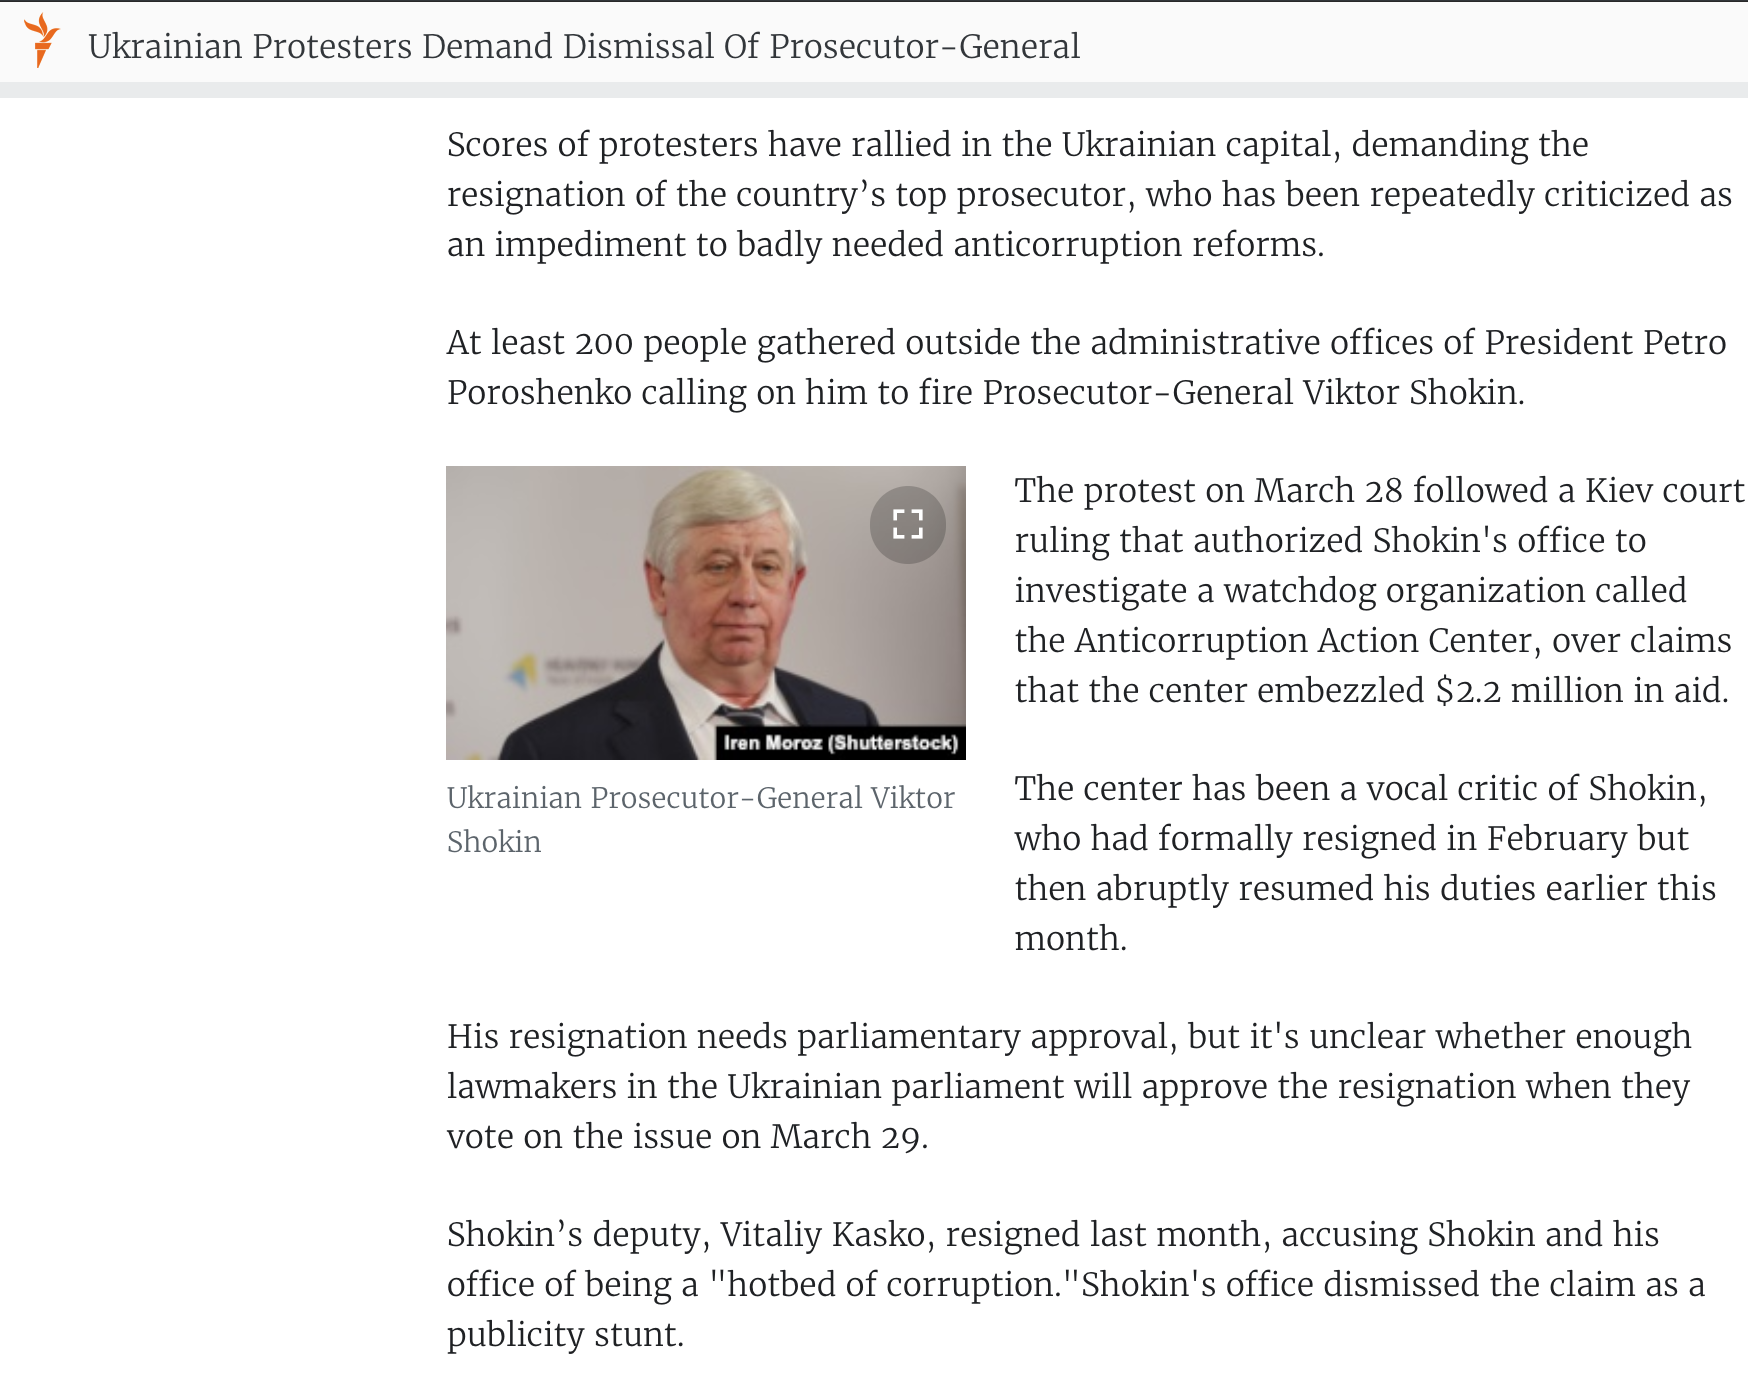 Ukrainian Protesters Demand Dismissal Of Prosecutor-General
Scores of protesters have rallied in the Ukrainian capital, demanding the
resignation of the country’s top prosecutor, who has been repeatedly criticized as
an impediment to badly needed anticorruption reforms.
At least 200 people gathered outside the administrative offices of President Petro
Poroshenko calling on him to fire Prosecutor-General Viktor Shokin.
Iren Moroz (Shutterstock)
Ukrainian Prosecutor-General Viktor
Shokin
The protest on March 28 followed a Kiev court
ruling that authorized Shokin's office to
investigate a watchdog organization called
the Anticorruption Action Center, over claims
that the center embezzled $2.2 million in aid.
The center has been a vocal critic of Shokin,
who had formally resigned in February but
then abruptly resumed his duties earlier this
month.
His resignation needs parliamentary approval, but it's unclear whether enough
lawmakers in the Ukrainian parliament will approve the resignation when they
vote on the issue on March 29.
Shokin’s deputy, Vitaliy Kasko, resigned last month, accusing Shokin and his
office of being a "hotbed of corruption."Shokin's office dismissed the claim as a
publicity stunt.